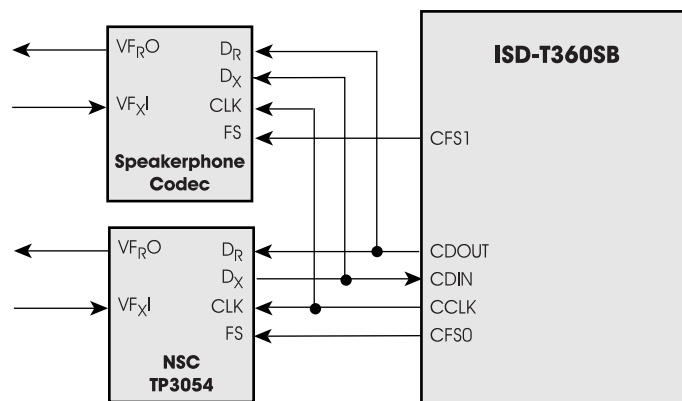 VFRO
DR
DX
VFXI
CLK
FS
Speakerphone
Codec
ISD-T360SB
CFS1
CDOUT
CDIN
CCLK
CFS0
VFRO
DR
DX
VFXI
CLK
FS
NSC
TP3054